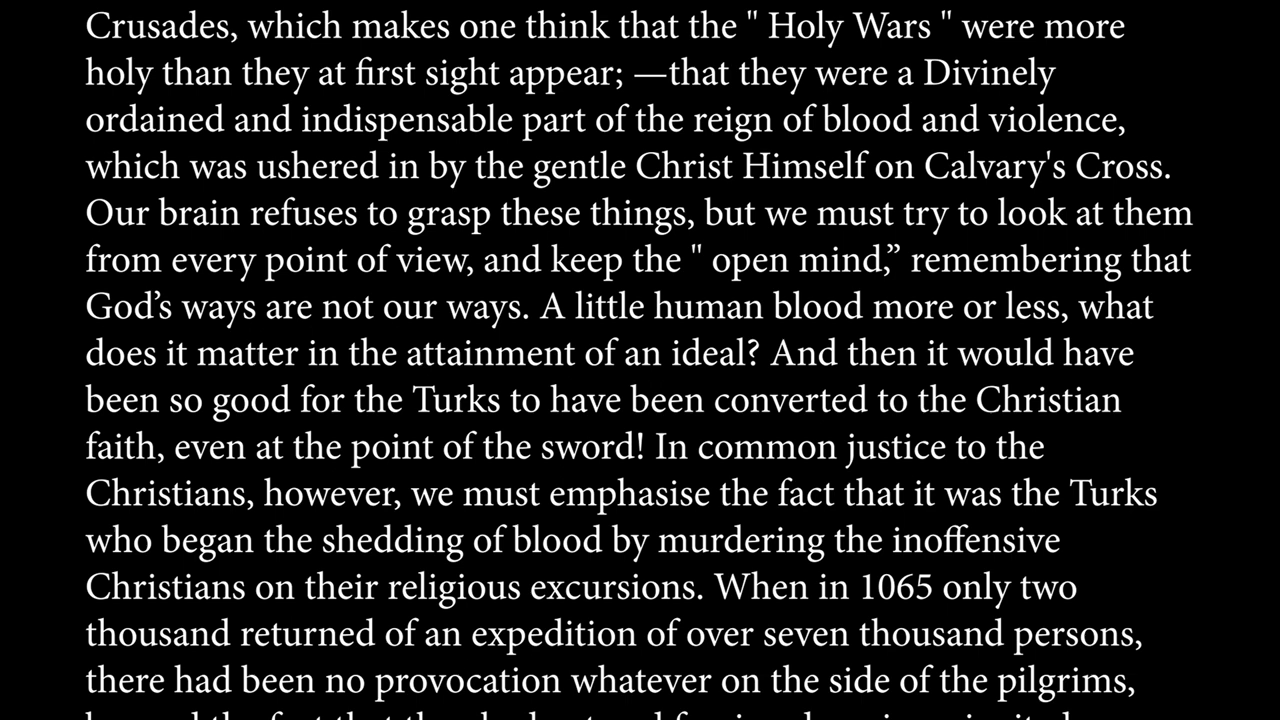 Crusades, which makes one think that the " Holy Wars " were more
holy than they at first sight appear; —that they were a Divinely
ordained and indispensable part of the reign of blood and violence,
which was ushered in by the gentle Christ Himself on Calvary's Cross.
Our brain refuses to grasp these things, but we must try to look at them
from every point of view, and keep the " open mind,” remembering that
God’s ways are not our ways. A little human blood more or less, what
does it matter in the attainment of an ideal? And then it would have
been so good for the Turks to have been converted to the Christian
faith, even at the point of the sword! In common justice to the
Christians, however, we must emphasise the fact that it was the Turks
who began the shedding of blood by murdering the inoffensive
Christians on their religious excursions. When in 1065 only two
thousand returned of an expedition of over seven thousand persons,
there had been no provocation whatever on the side of the pilgrims,